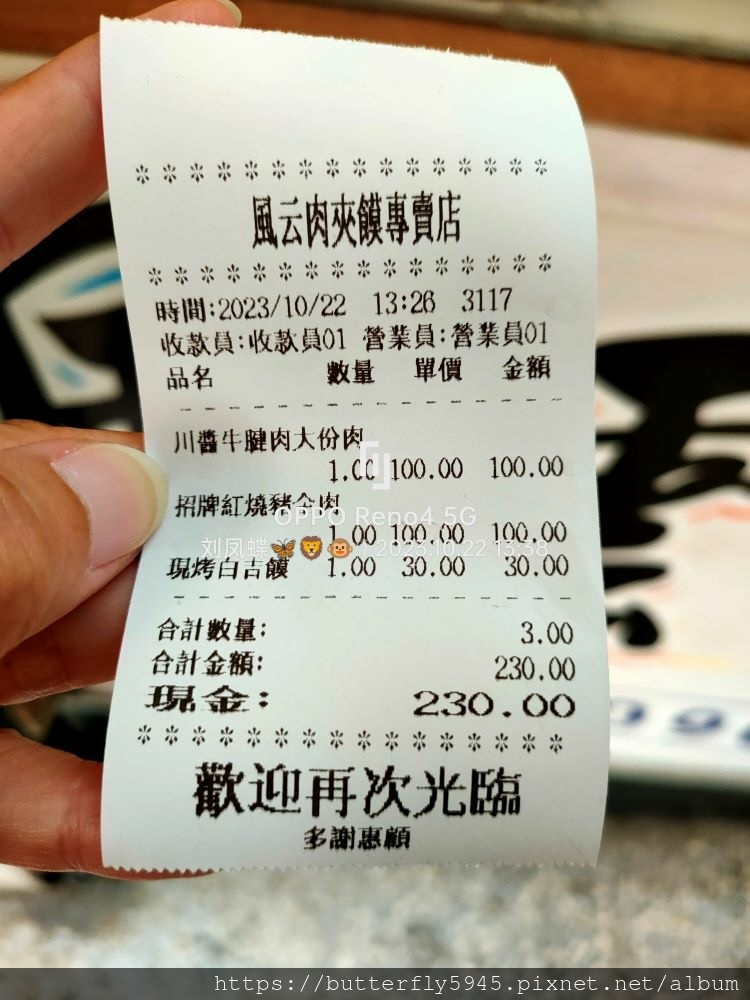 ✲ ✲ ✲ ✲ ✲ ✲ ✲ ✲ ✲ ✲ ✲ ✲ ✲ ✲ ✲
風云肉夾饃專賣店
✲ ✲ ✲ ✲ ✲ ✲ ✲ ✲ ✲ ✲ ✲ ✲ ✲ ✲ ✲
時間:2023/10/22 13:26 3117
收款員:收款員01 營業員:營業員01
品名 數量 單價 金額
川醬牛腱肉大份肉
1.00 100.00 100.00
招牌紅燒豬全肉
OPPO Reno4 5G
1.00 100.00 100.00
刘凤蝶🦋🦁🐵 2023.10.22 13:38
現烤白吉饃 1.00 30.00 30.00
合計數量: 3.00
合計金額: 230.00
現金: 230.00
✲ ✲ ✲ ✲ ✲ ✲ ✲ ✲ ✲ ✲ ✲ ✲ ✲ ✲ ✲ ✲
歡迎再次光臨
多謝惠顧
https://butterfly5945.pixnet.net/album